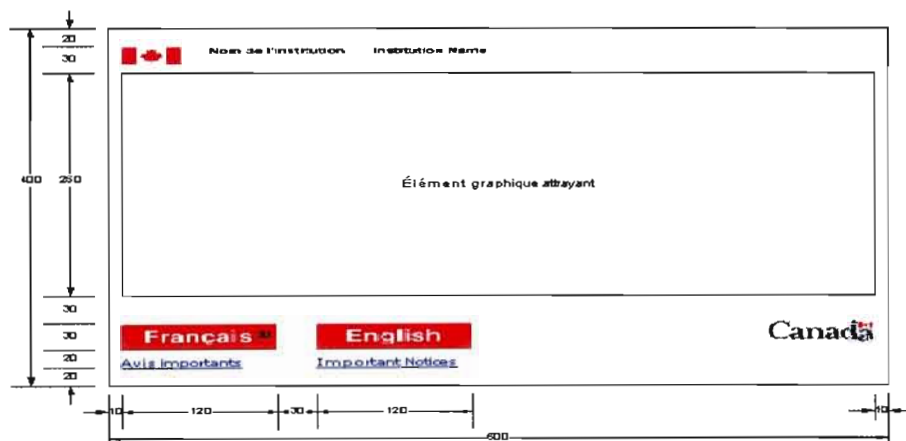 20
30
Nom de l'institution Institution Name
400 250
Élément graphique attrayant
30
30
Français English Canada
20
Avis importants Important Notices
20
10 120 30 120 10
600